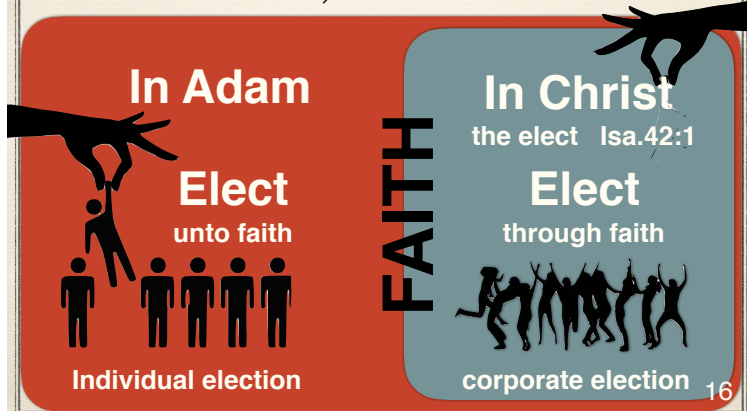 In Adam
Elect
unto faith
Individual election
FAITH
In Christ
the elect Isa.42:1
Elect
through faith
corporate election
16